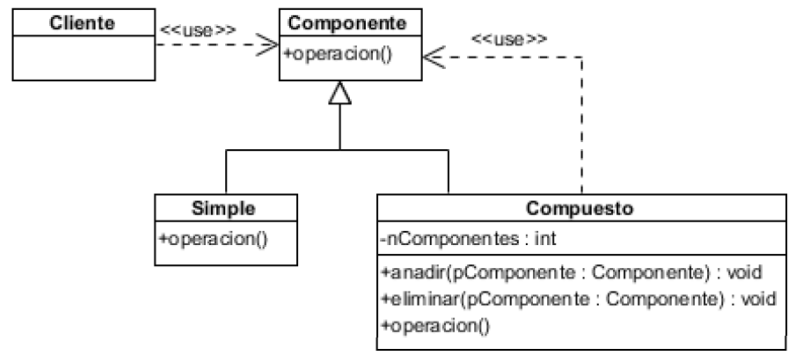 Cliente
<<use>>
Componente
+operacion()
<<use>>
Simple
+operacion()
Compuesto
-nComponentes : int
+anadir(pComponente : Componente) : void
+eliminar(pComponente : Componente) : void
+operacion()